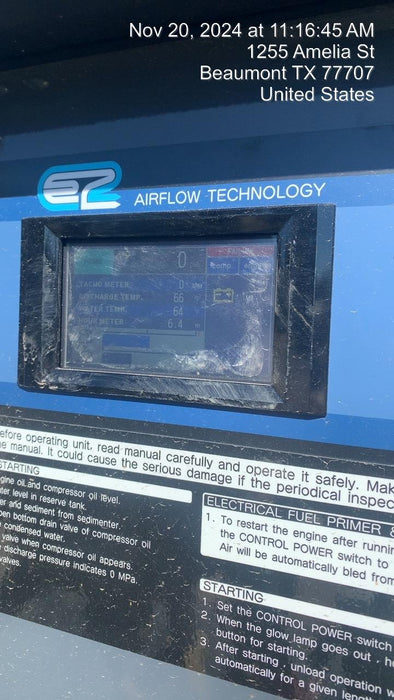 Nov 20, 2024 at 11:16:45 AM
1255 Amelia St
Beaumont TX 77707
United States
EZ AIRFLOW TECHNOLOGY
0
TACHO METER 0
DISCHARGE TEMP. 66
WATER TEMP. 64
HOUR METER 6.4
comp
efore operating unit, read manual carefully and operate it safely. Mak
e manual. It could cause the serious damage if the periodical inspec
STARTING
gine oil and compressor oil level.
ter level in reserve tank.
er and sediment from sedimenter.
pen bottom drain valve of compressor oil
condensed water.
valve when compressor oil appears.
discharge pressure indicates 0 MPa.
valves.
ELECTRICAL FUEL PRIMER &
1. To restart the engine after runnin
the CONTROL POWER switch to
Air will be automatically bled from
STARTING
1. Set the CONTROL POWER switch
2. When the glow lamp goes out, he
button for starting.
3. After starting, unload operation w
automatically for a given length